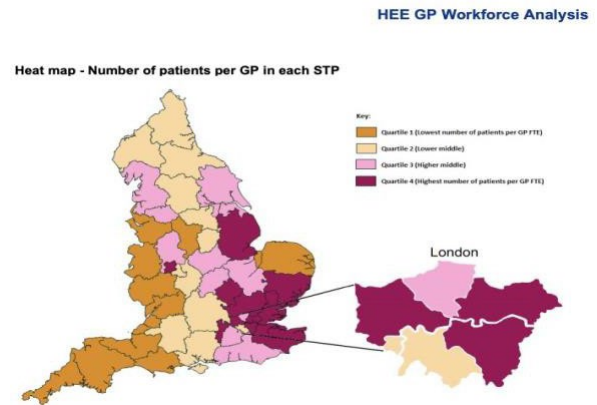 HEE GP Workforce Analysis
Heat map - Number of patients per GP in each STP
Key:
Quartile 1 (Lowest number of patients per GP FTE)
Quartile 2 (Lower middle)
Quartile 3 (Higher middle)
Quartile 4 (Highest number of patients per GP FTE)
London